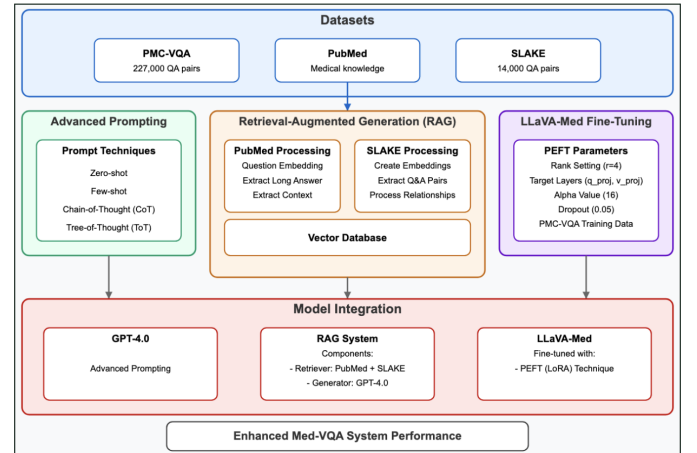 Datasets
PMC-VQA
227,000 QA pairs
PubMed
Medical knowledge
SLAKE
14,000 QA pairs
Advanced Prompting
Prompt Techniques
Zero-shot
Few-shot
Chain-of-Thought (CoT)
Tree-of-Thought (ToT)
Retrieval-Augmented Generation (RAG)
PubMed Processing
Question Embedding
Extract Long Answer
Extract Context
SLAKE Processing
Create Embeddings
Extract Q&A Pairs
Process Relationships
Vector Database
LLaVA-Med Fine-Tuning
PEFT Parameters
Rank Setting (r=4)
Target Layers (q_proj, v_proj)
Alpha Value (16)
Dropout (0.05)
PMC-VQA Training Data
Model Integration
GPT-4.0
Advanced Prompting
RAG System
Components:
- Retriever: PubMed + SLAKE
- Generator: GPT-4.0
LLaVA-Med
Fine-tuned with:
- PEFT (LoRA) Technique
Enhanced Med-VQA System Performance